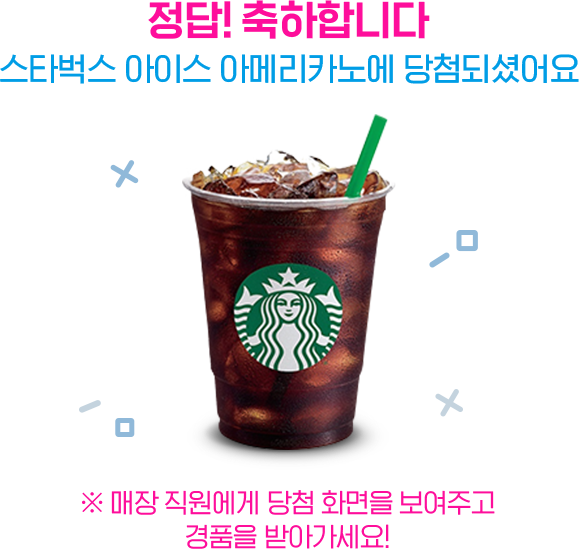 정답! 축하합니다
스타벅스 아이스 아메리카노에 당첨되셨어요
※ 매장 직원에게 당첨 화면을 보여주고
경품을 받아가세요!